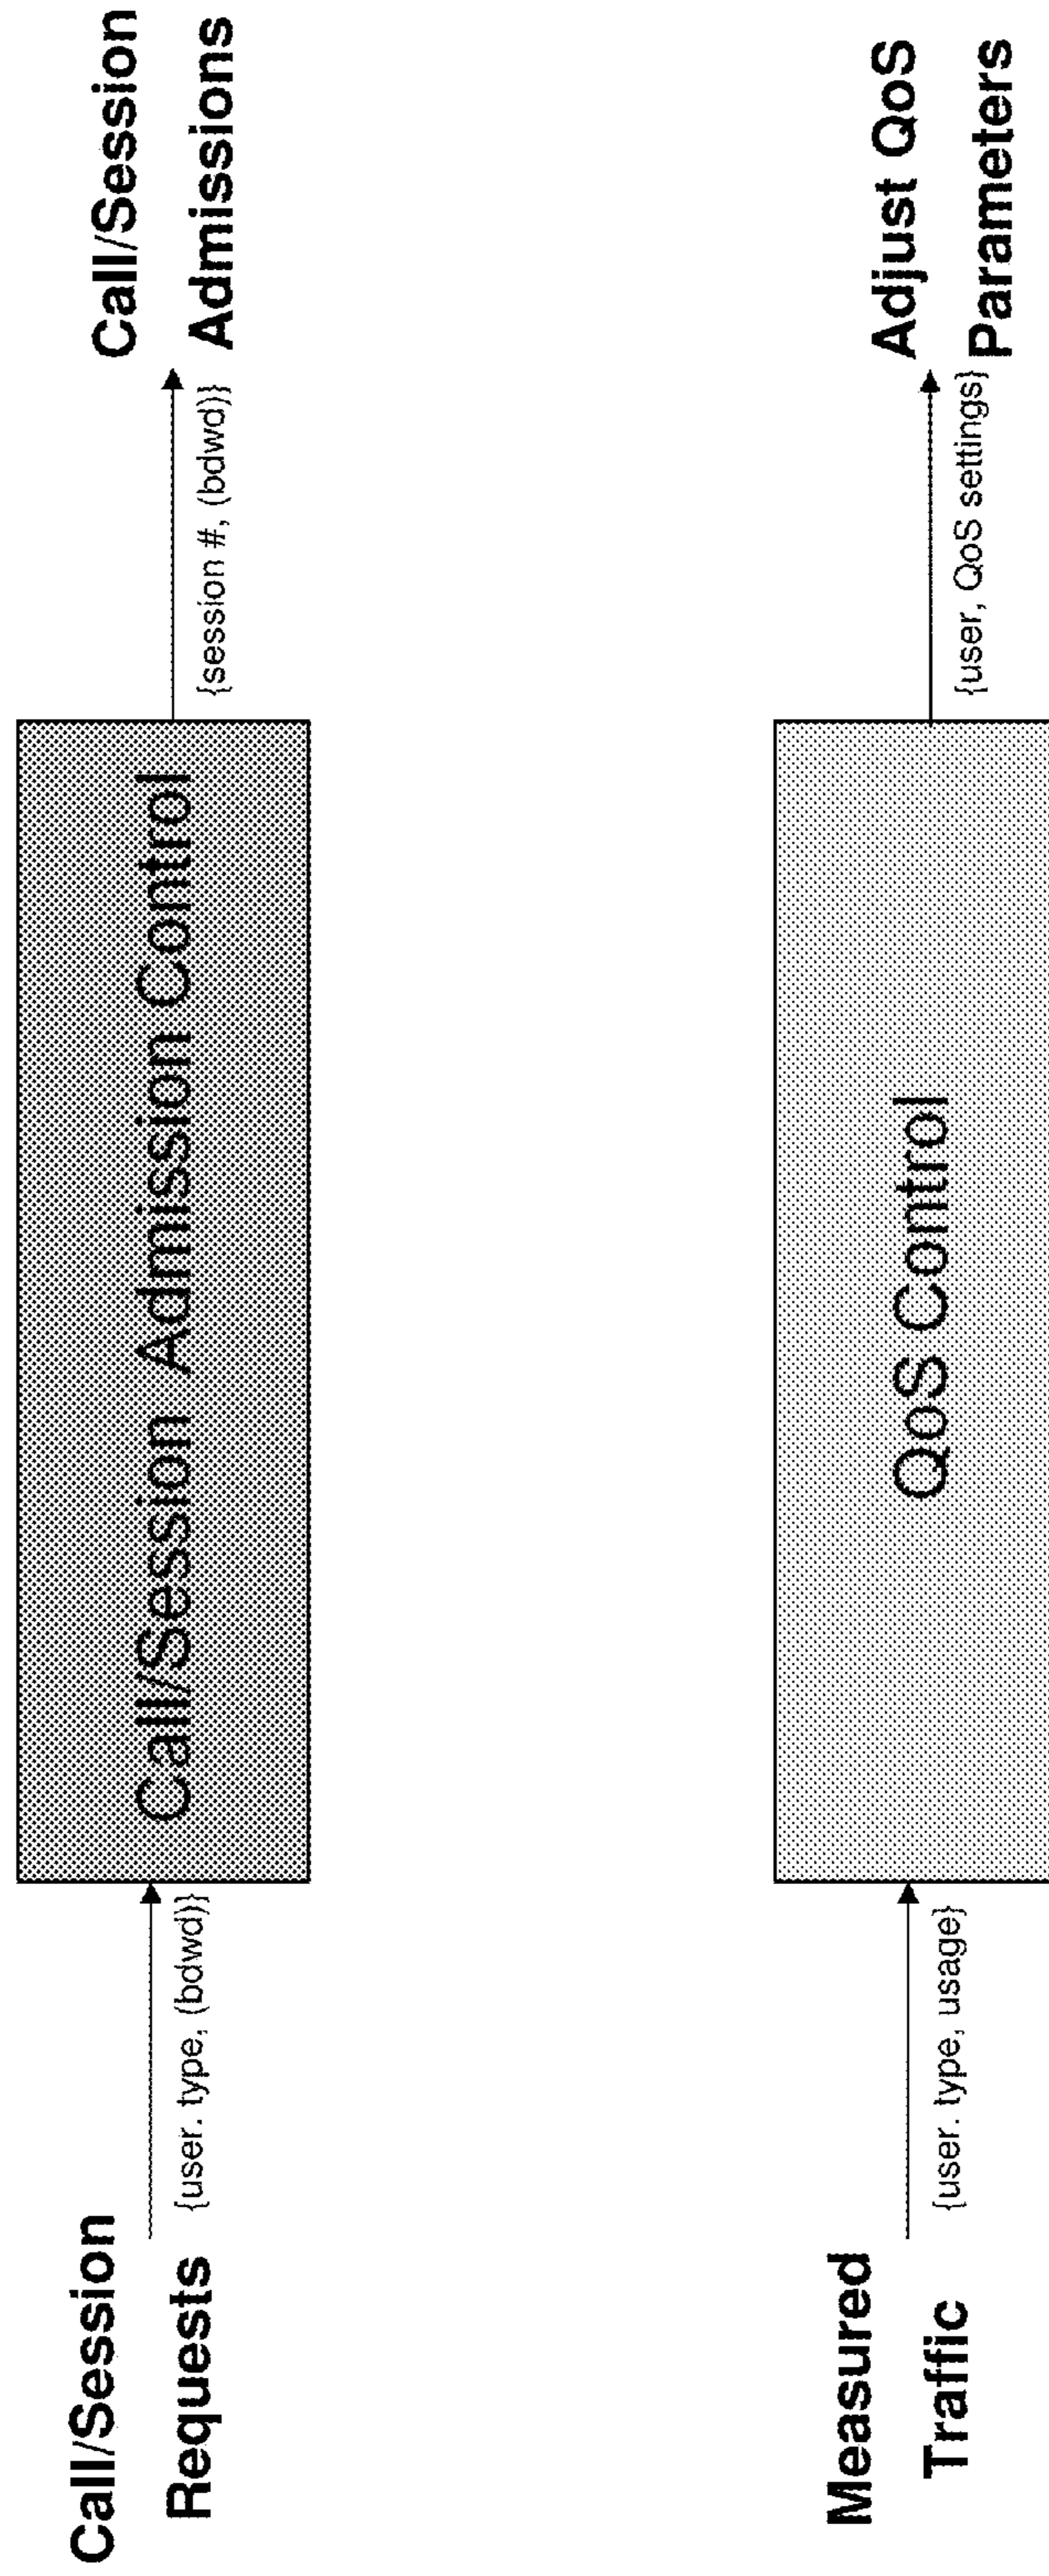 Call/Session
Requests
{user. type, (bdwd)}
Call/Session Admission Control
{session #, (bdwd)}
Call/Session
Admissions
Measured
Traffic
{user. type, usage}
QoS Control
{user, QoS settings}
Adjust QoS
Parameters